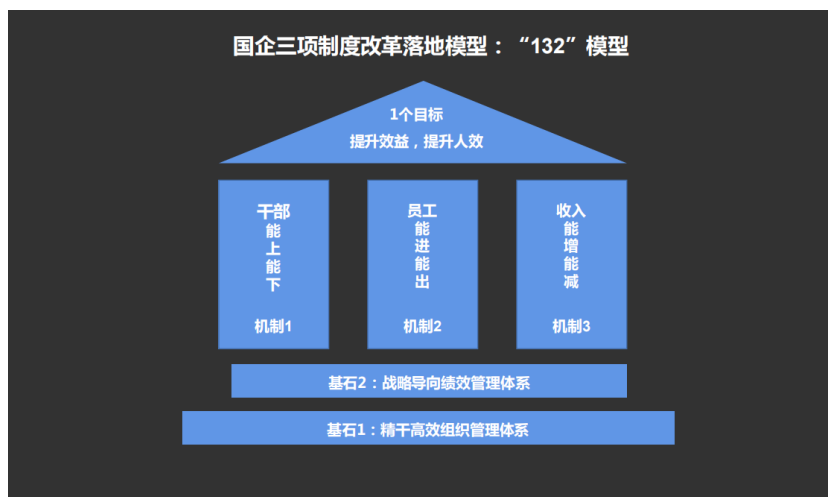 国企三项制度改革落地模型：“132”模型
1个目标
提升效益，提升人效
干部
能
上
能
下
机制1
员工
能
进
能
出
机制2
收入
能
增
能
减
机制3
基石2：战略导向绩效管理体系
基石1：精干高效组织管理体系